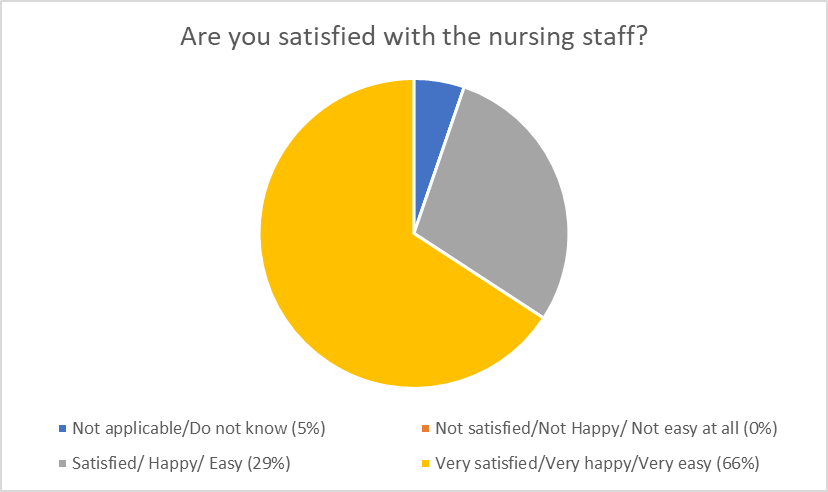 Are you satisfied with the nursing staff?
Not applicable/Do not know (5%)
Not satisfied/Not Happy/ Not easy at all (0%)
Satisfied/ Happy/ Easy (29%)
Very satisfied/Very happy/Very easy (66%)